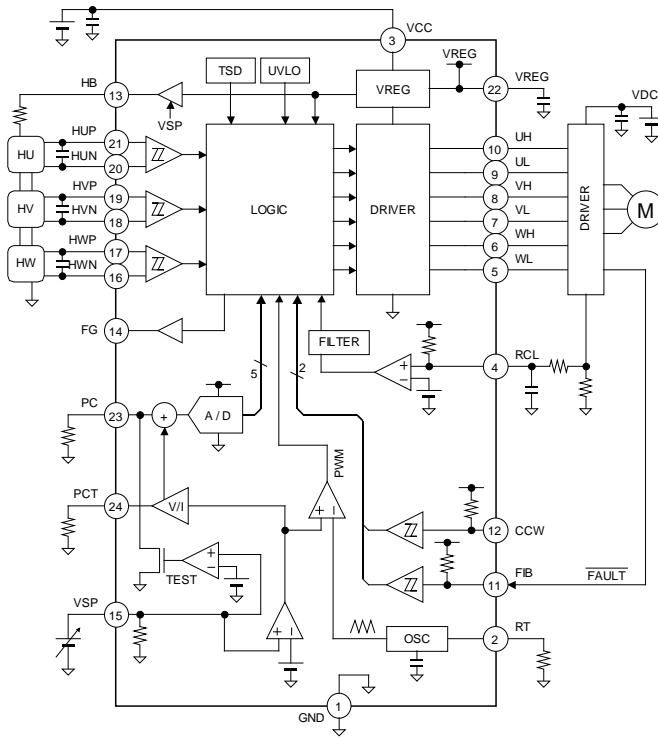 3
VCC
VREG
VDC
HB
13
VSP
TSD
UVLO
VREG
22
HUP
21
HU
HUN
20
HVP
19
HV
HVN
18
HWP
17
HW
HWN
16
LOGIC
DRIVER
10
UH
9
UL
8
VH
7
VL
6
WH
5
WL
DRIVER
M
FG
14
FILTER
5
2
+
−
4
RCL
PC
23
+
A / D
PWM
PCT
24
V/I
+
−
12
CCW
TEST
+
−
11
FIB
FAULT
VSP
15
+
−
OSC
2
RT
GND
1